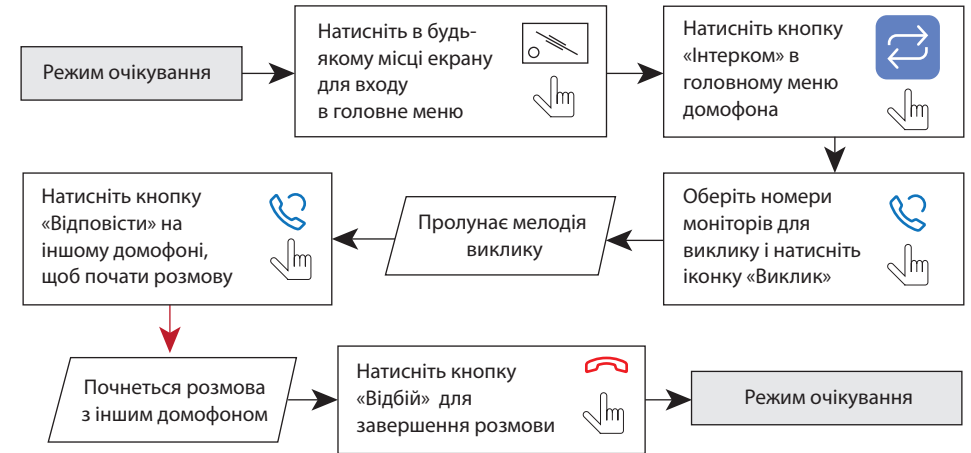 Режим очікування
Натисніть в будь-
якому місці екрану
для входу
в головне меню
Натисніть кнопку
«Інтерком» в
головному меню
домофона
Оберіть номери
моніторів для
виклику і натисніть
іконку «Виклик»
Пролунає мелодія
виклику
Натисніть кнопку
«Відповісти» на
іншому домофоні,
щоб почати розмову
Почнеться розмова
з іншим домофоном
Натисніть кнопку
«Відбій» для
завершення розмови
Режим очікування